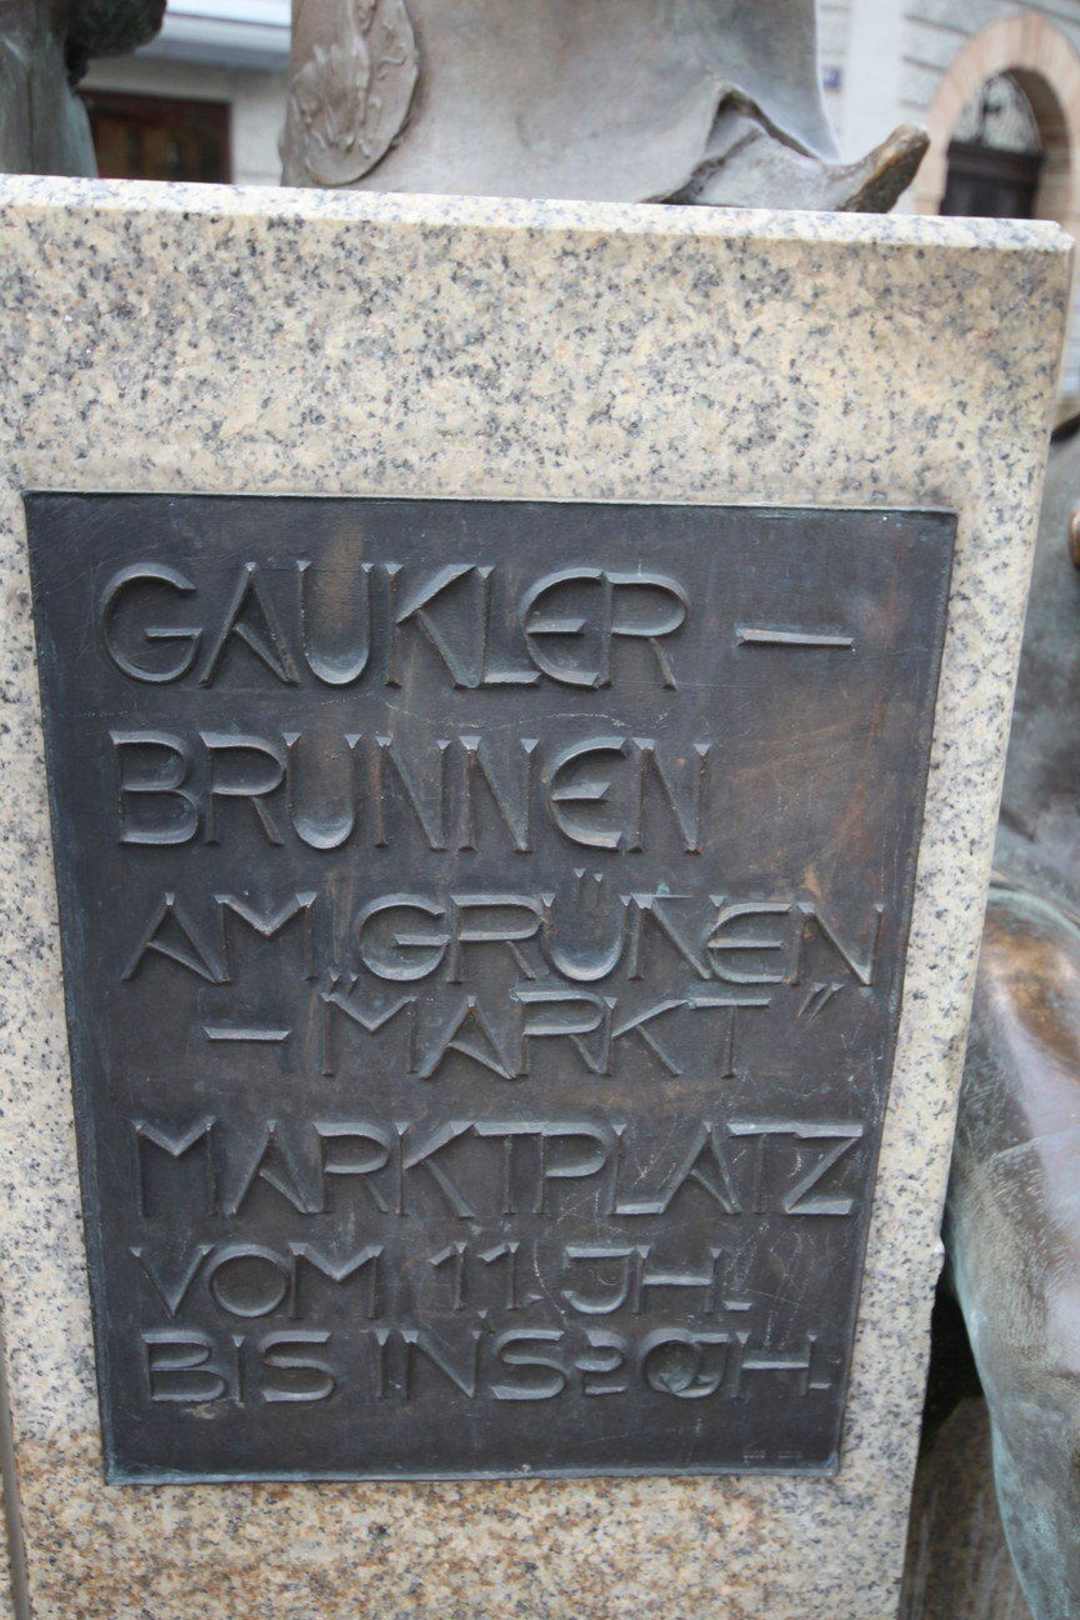 GAUKLER -
BRUNNEN
AM „GRÜNEN
- "MARKT"
MARKTPLATZ
VOM 11. JH.
BIS INS 20. JH.